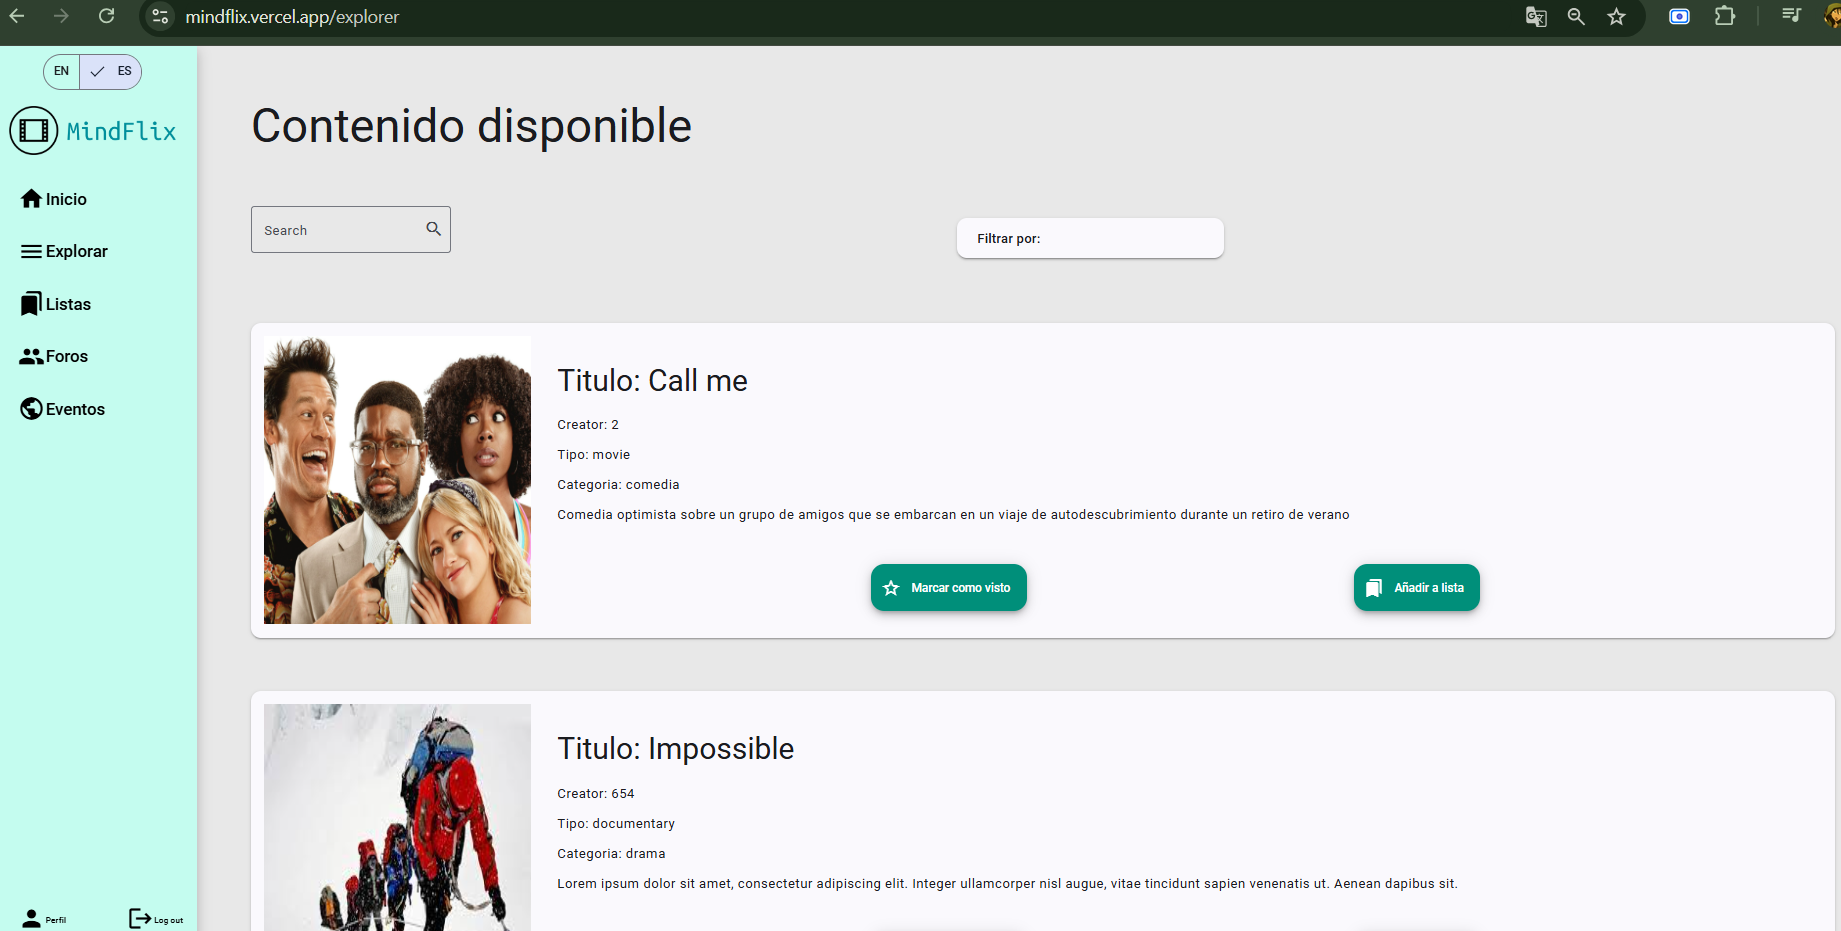 mindflix.vercel.app/explorer
EN ES
MindFlix
Inicio
Explorar
Listas
Foros
Eventos
Perfil
Log out
Contenido disponible
Search
Filtrar por:
Titulo: Call me
Creator: 2
Tipo: movie
Categoria: comedia
Comedia optimista sobre un grupo de amigos que se embarcan en un viaje de autodescubrimiento durante un retiro de verano
Marcar como visto
Añadir a lista
Titulo: Impossible
Creator: 654
Tipo: documentary
Categoria: drama
Lorem ipsum dolor sit amet, consectetur adipiscing elit. Integer ullamcorper nisl augue, vitae tincidunt sapien venenatis ut. Aenean dapibus sit.